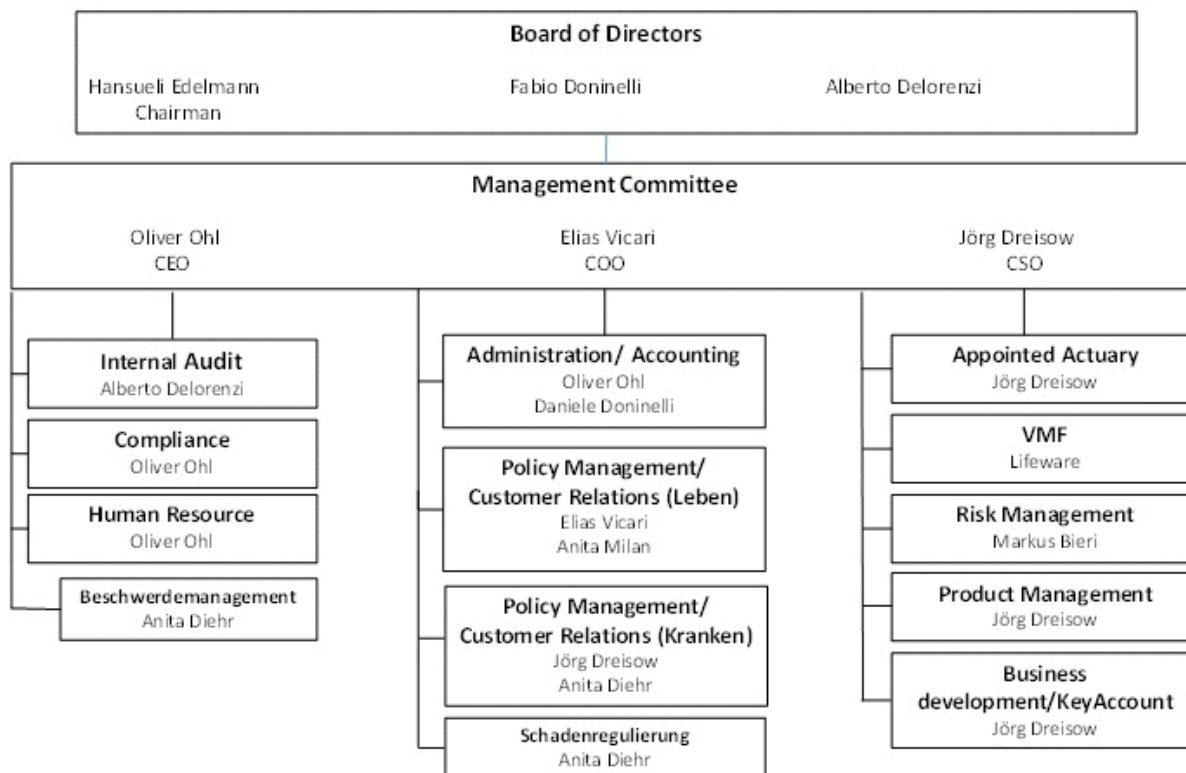 Board of Directors
Hansueli Edelmann
Chairman
Fabio Doninelli
Alberto Delorenzi
Management Committee
Oliver Ohl
CEO
Elias Vicari
COO
Jörg Dreisow
CSO
Internal Audit
Alberto Delorenzi
Compliance
Oliver Ohl
Human Resource
Oliver Ohl
Beschwerdemanagement
Anita Diehr
Administration/ Accounting
Oliver Ohl
Daniele Doninelli
Policy Management/
Customer Relations (Leben)
Elias Vicari
Anita Milan
Policy Management/
Customer Relations (Kranken)
Jörg Dreisow
Anita Diehr
Schadenregulierung
Anita Diehr
Appointed Actuary
Jörg Dreisow
VMF
Lifeware
Risk Management
Markus Bieri
Product Management
Jörg Dreisow
Business
development/KeyAccount
Jörg Dreisow